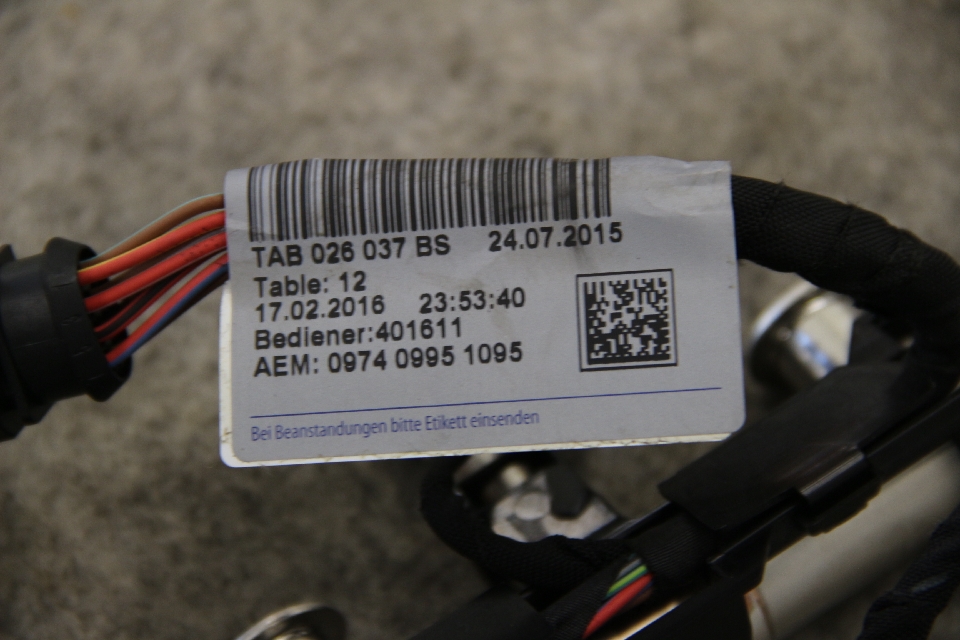 TAB 026 037 BS 24.07.2015
Table: 12
17.02.2016 23:53:40
Bediener:401611
AEM: 0974 0995 1095
Bei Beanstandungen bitte Etikett einsenden